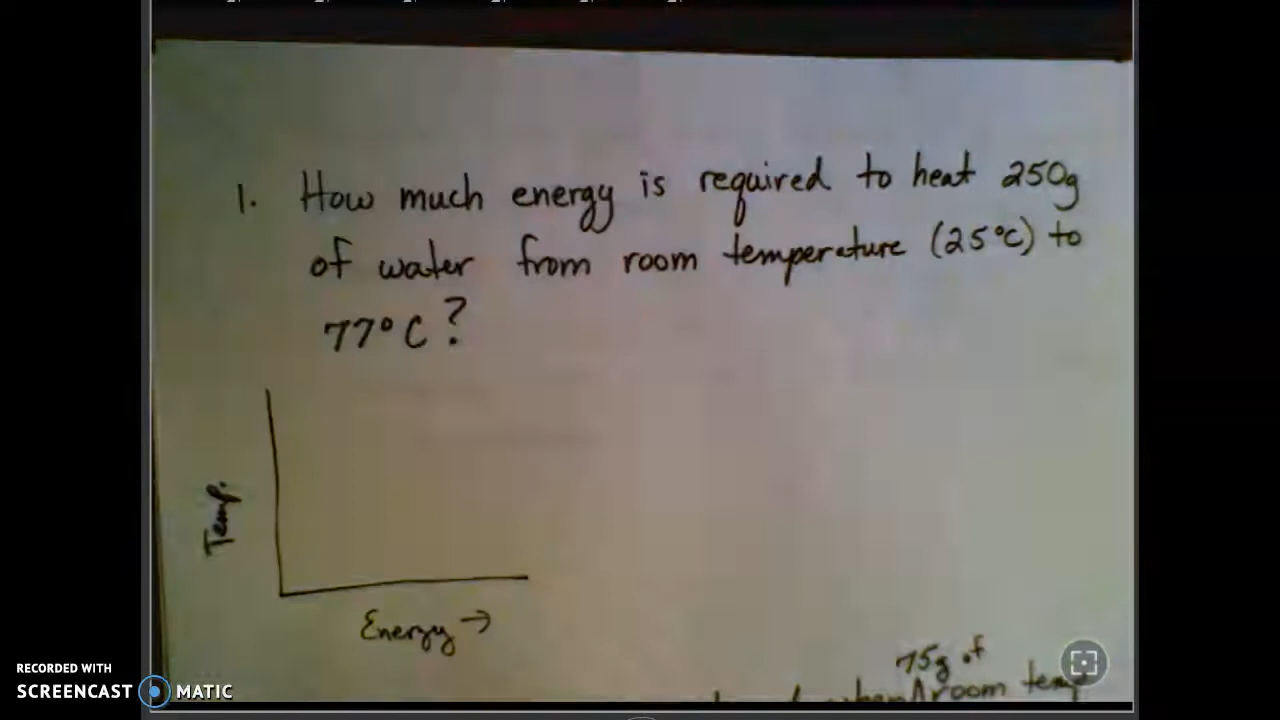 1. How much energy is required to heat 250g
of water from room temperature (25°C) to
77°C?
Temp.
Energy →
75g of
room temp
RECORDED WITH
SCREENCAST MATIC